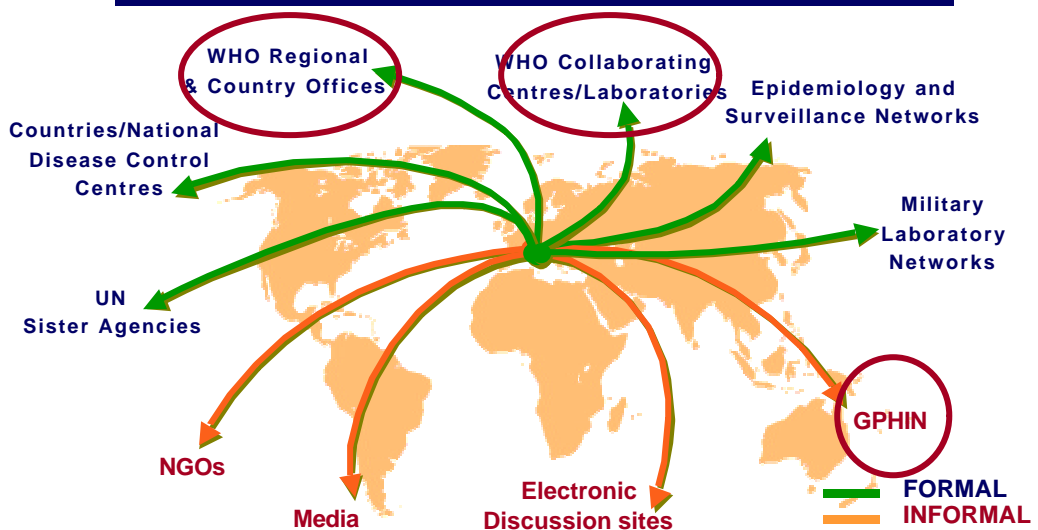 WHO Regional
& Country Offices
WHO Collaborating
Centres/Laboratories
Epidemiology and
Surveillance Networks
Countries/National
Disease Control
Centres
Military
Laboratory
Networks
UN
Sister Agencies
GPHIN
NGOs
Media
Electronic
Discussion sites
FORMAL
INFORMAL